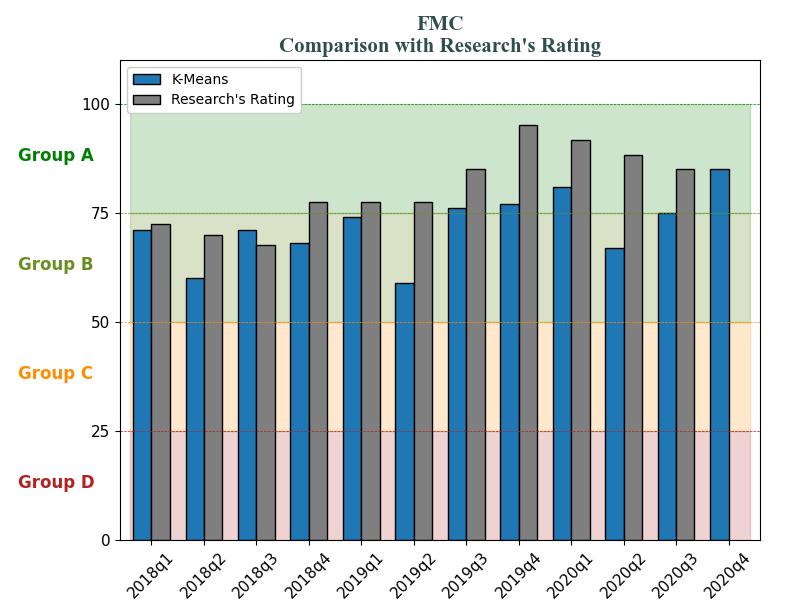 FMC
Comparison with Research's Rating
K-Means
Research's Rating
100
Group A
75
Group B
50
Group C
25
Group D
0
2018q1
2018q2
2018q3
2018q4
2019q1
2019q2
2019q3
2019q4
2020q1
2020q2
2020q3
2020q4